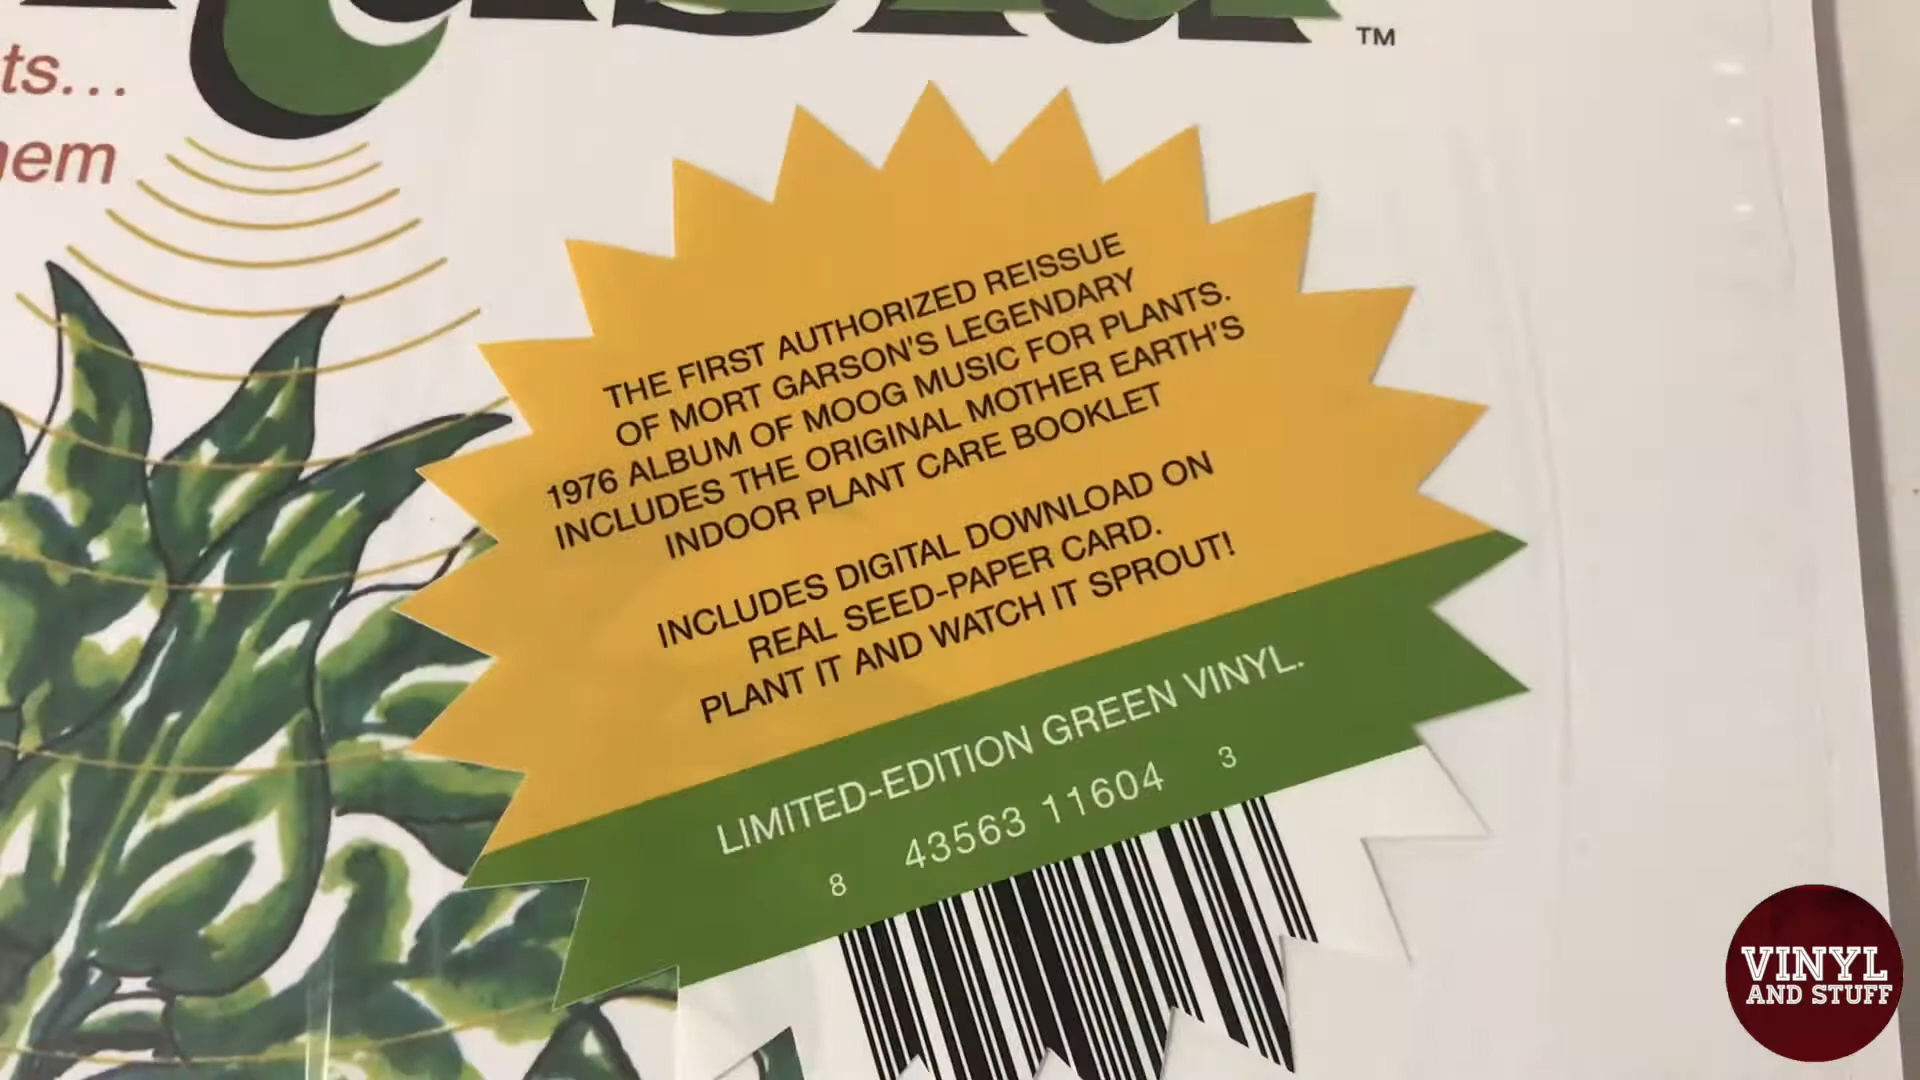 TM
ts...
THE FIRST AUTHORIZED REISSUE
OF MORT GARSON'S LEGENDARY
1976 ALBUM OF MOOG MUSIC FOR PLANTS.
INCLUDES THE ORIGINAL MOTHER EARTH'S
INDOOR PLANT CARE BOOKLET
INCLUDES DIGITAL DOWNLOAD ON
REAL SEED-PAPER CARD.
PLANT IT AND WATCH IT SPROUT!
LIMITED-EDITION GREEN VINYL.
8 43563 11604 3
VINYL
AND STUFF